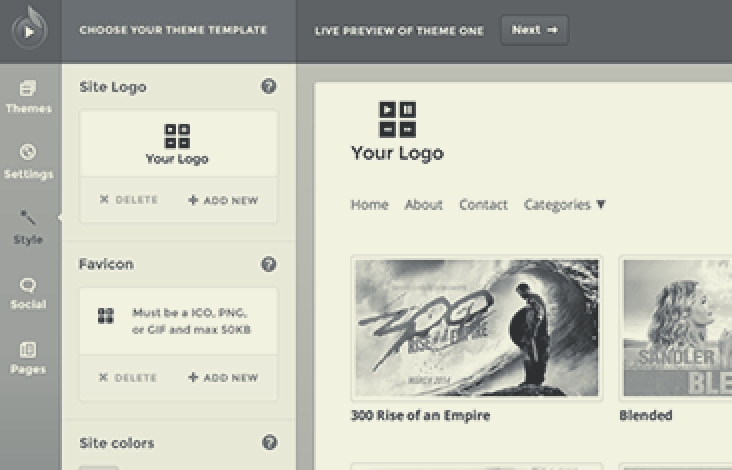 CHOOSE YOUR THEME TEMPLATE
LIVE PREVIEW OF THEME ONE
Next →
Themes
Settings
Style
Social
Pages
Site Logo
Your Logo
DELETE
ADD NEW
Favicon
Must be a ICO, PNG,
or GIF and max 50KB
DELETE
ADD NEW
Site colors
Your Logo
Home About Contact Categories ▼
300
RISE of an EMPIRE
MARCH 2014
300 Rise of an Empire
SANDLER
BLE
Blended